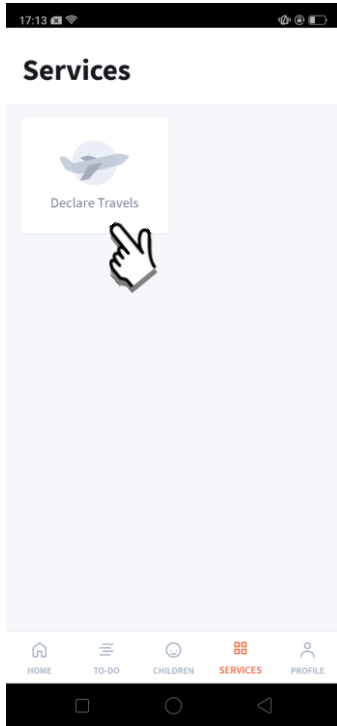 17:13
Services
Declare Travels
HOME TO-DO CHILDREN SERVICES PROFILE